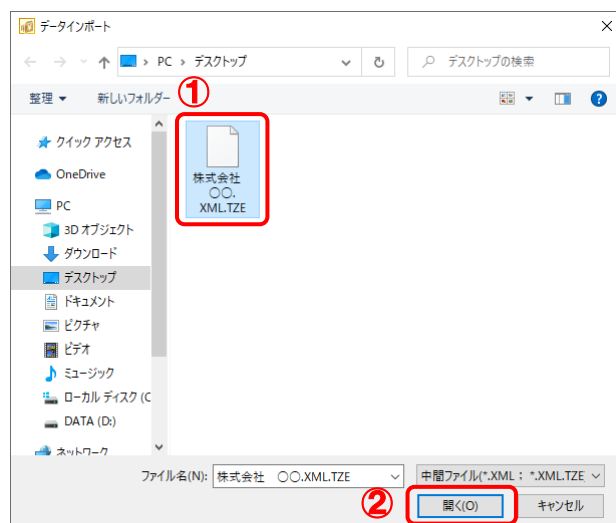 データインポート
PC › デスクトップ
デスクトップの検索
整理 新しいフォルダー
①
クイック アクセス
OneDrive
PC
3D オブジェクト
ダウンロード
デスクトップ
ドキュメント
ピクチャ
ビデオ
ミュージック
ローカル ディスク (C
DATA (D:)
ネットワーク
株式会社
〇〇.
XML.TZE
ファイル名(N): 株式会社　〇〇.XML.TZE
中間ファイル(*.XML ; *.XML.TZE
②
開く(O)
キャンセル